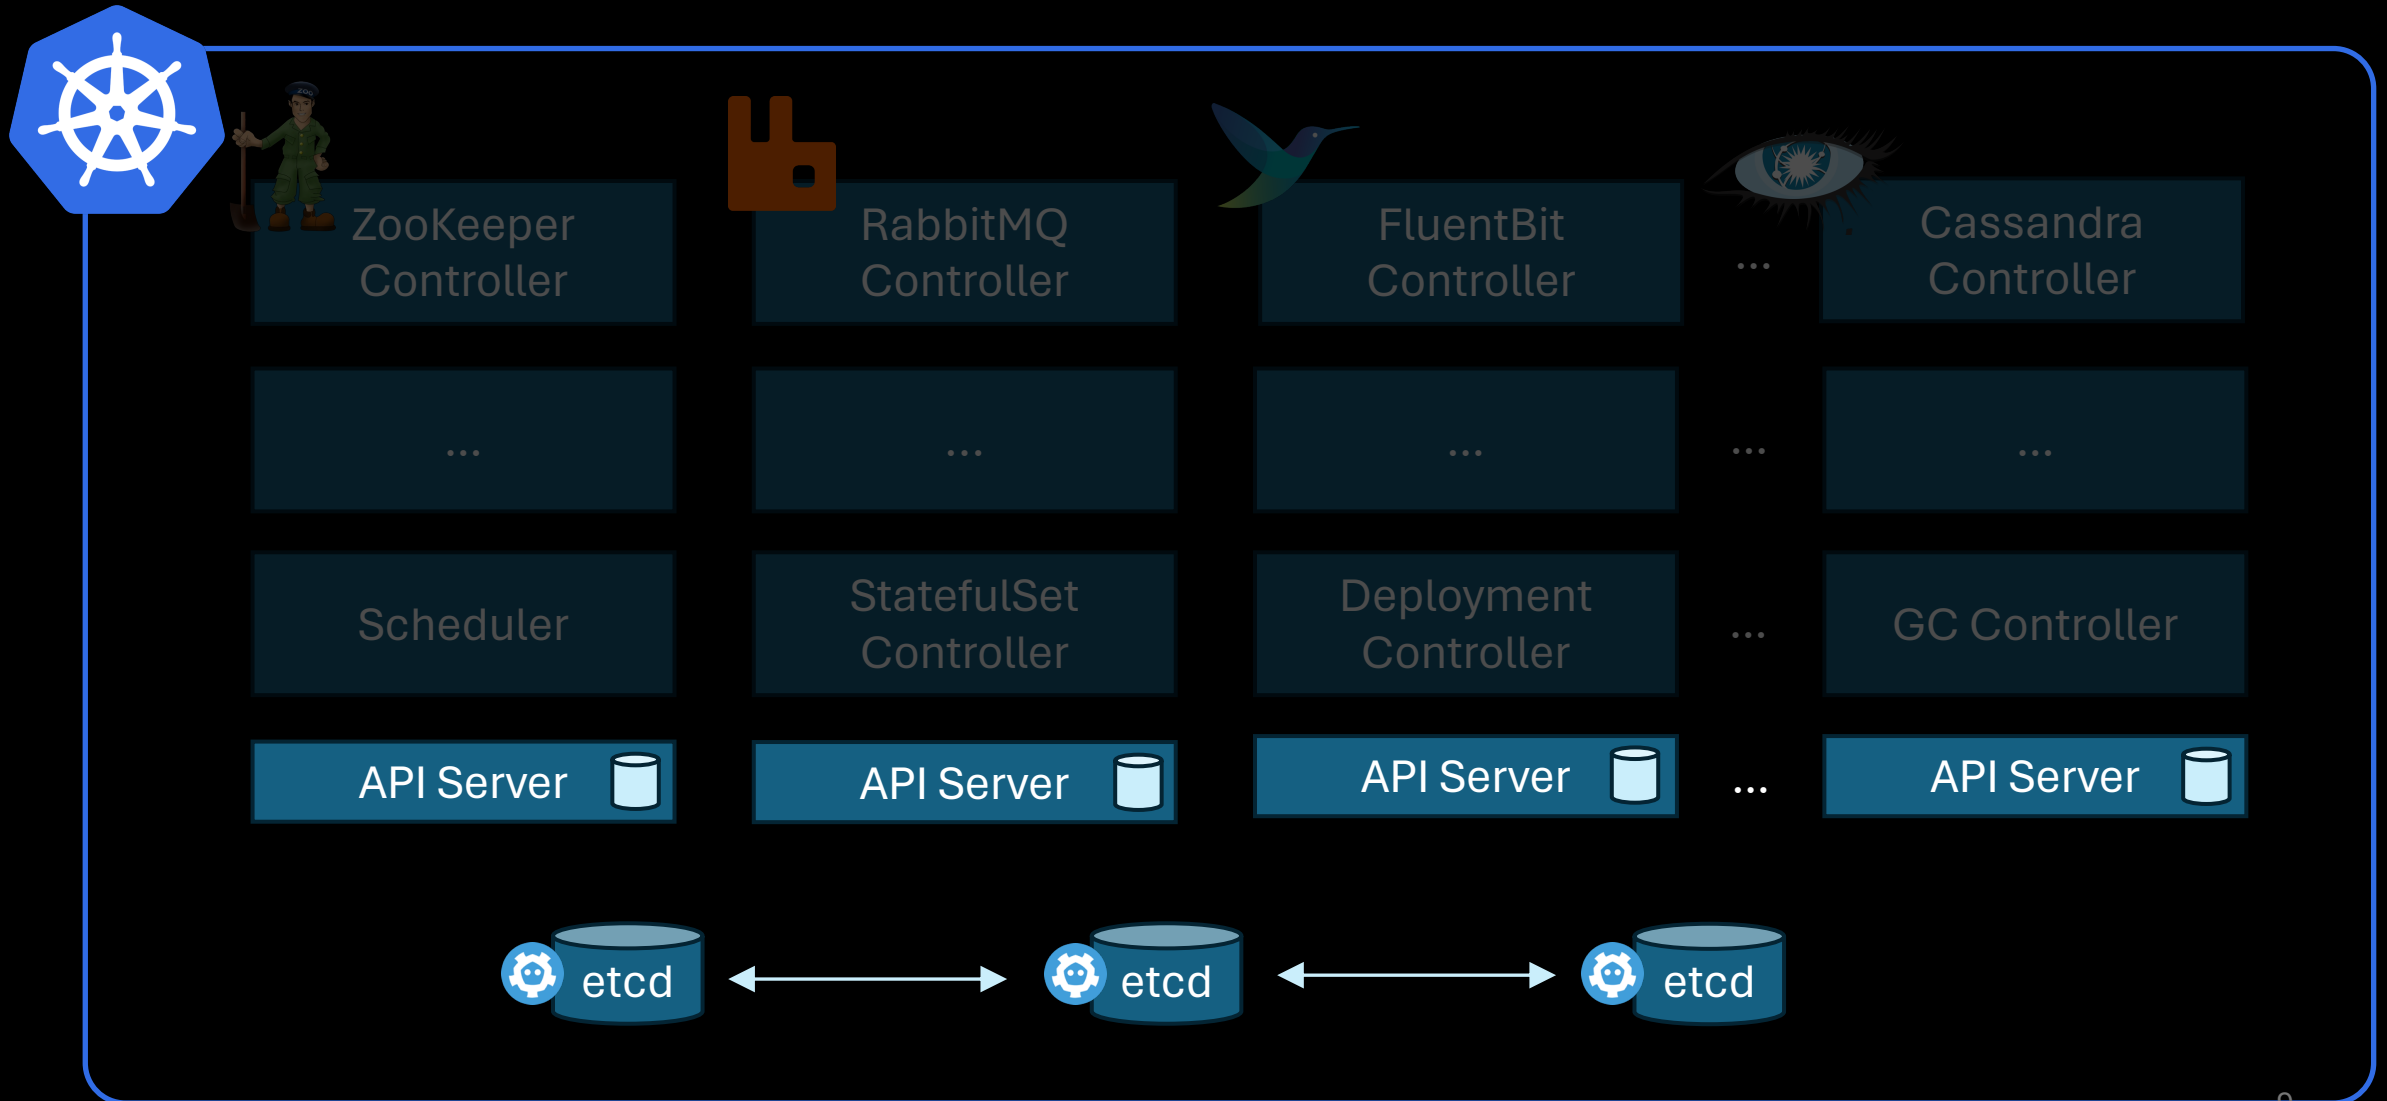 ZOO
ZooKeeper
Controller
RabbitMQ
Controller
FluentBit
Controller
...
Cassandra
Controller
...
...
...
...
...
Scheduler
StatefulSet
Controller
Deployment
Controller
...
GC Controller
API Server
API Server
API Server
...
API Server
etcd
etcd
etcd